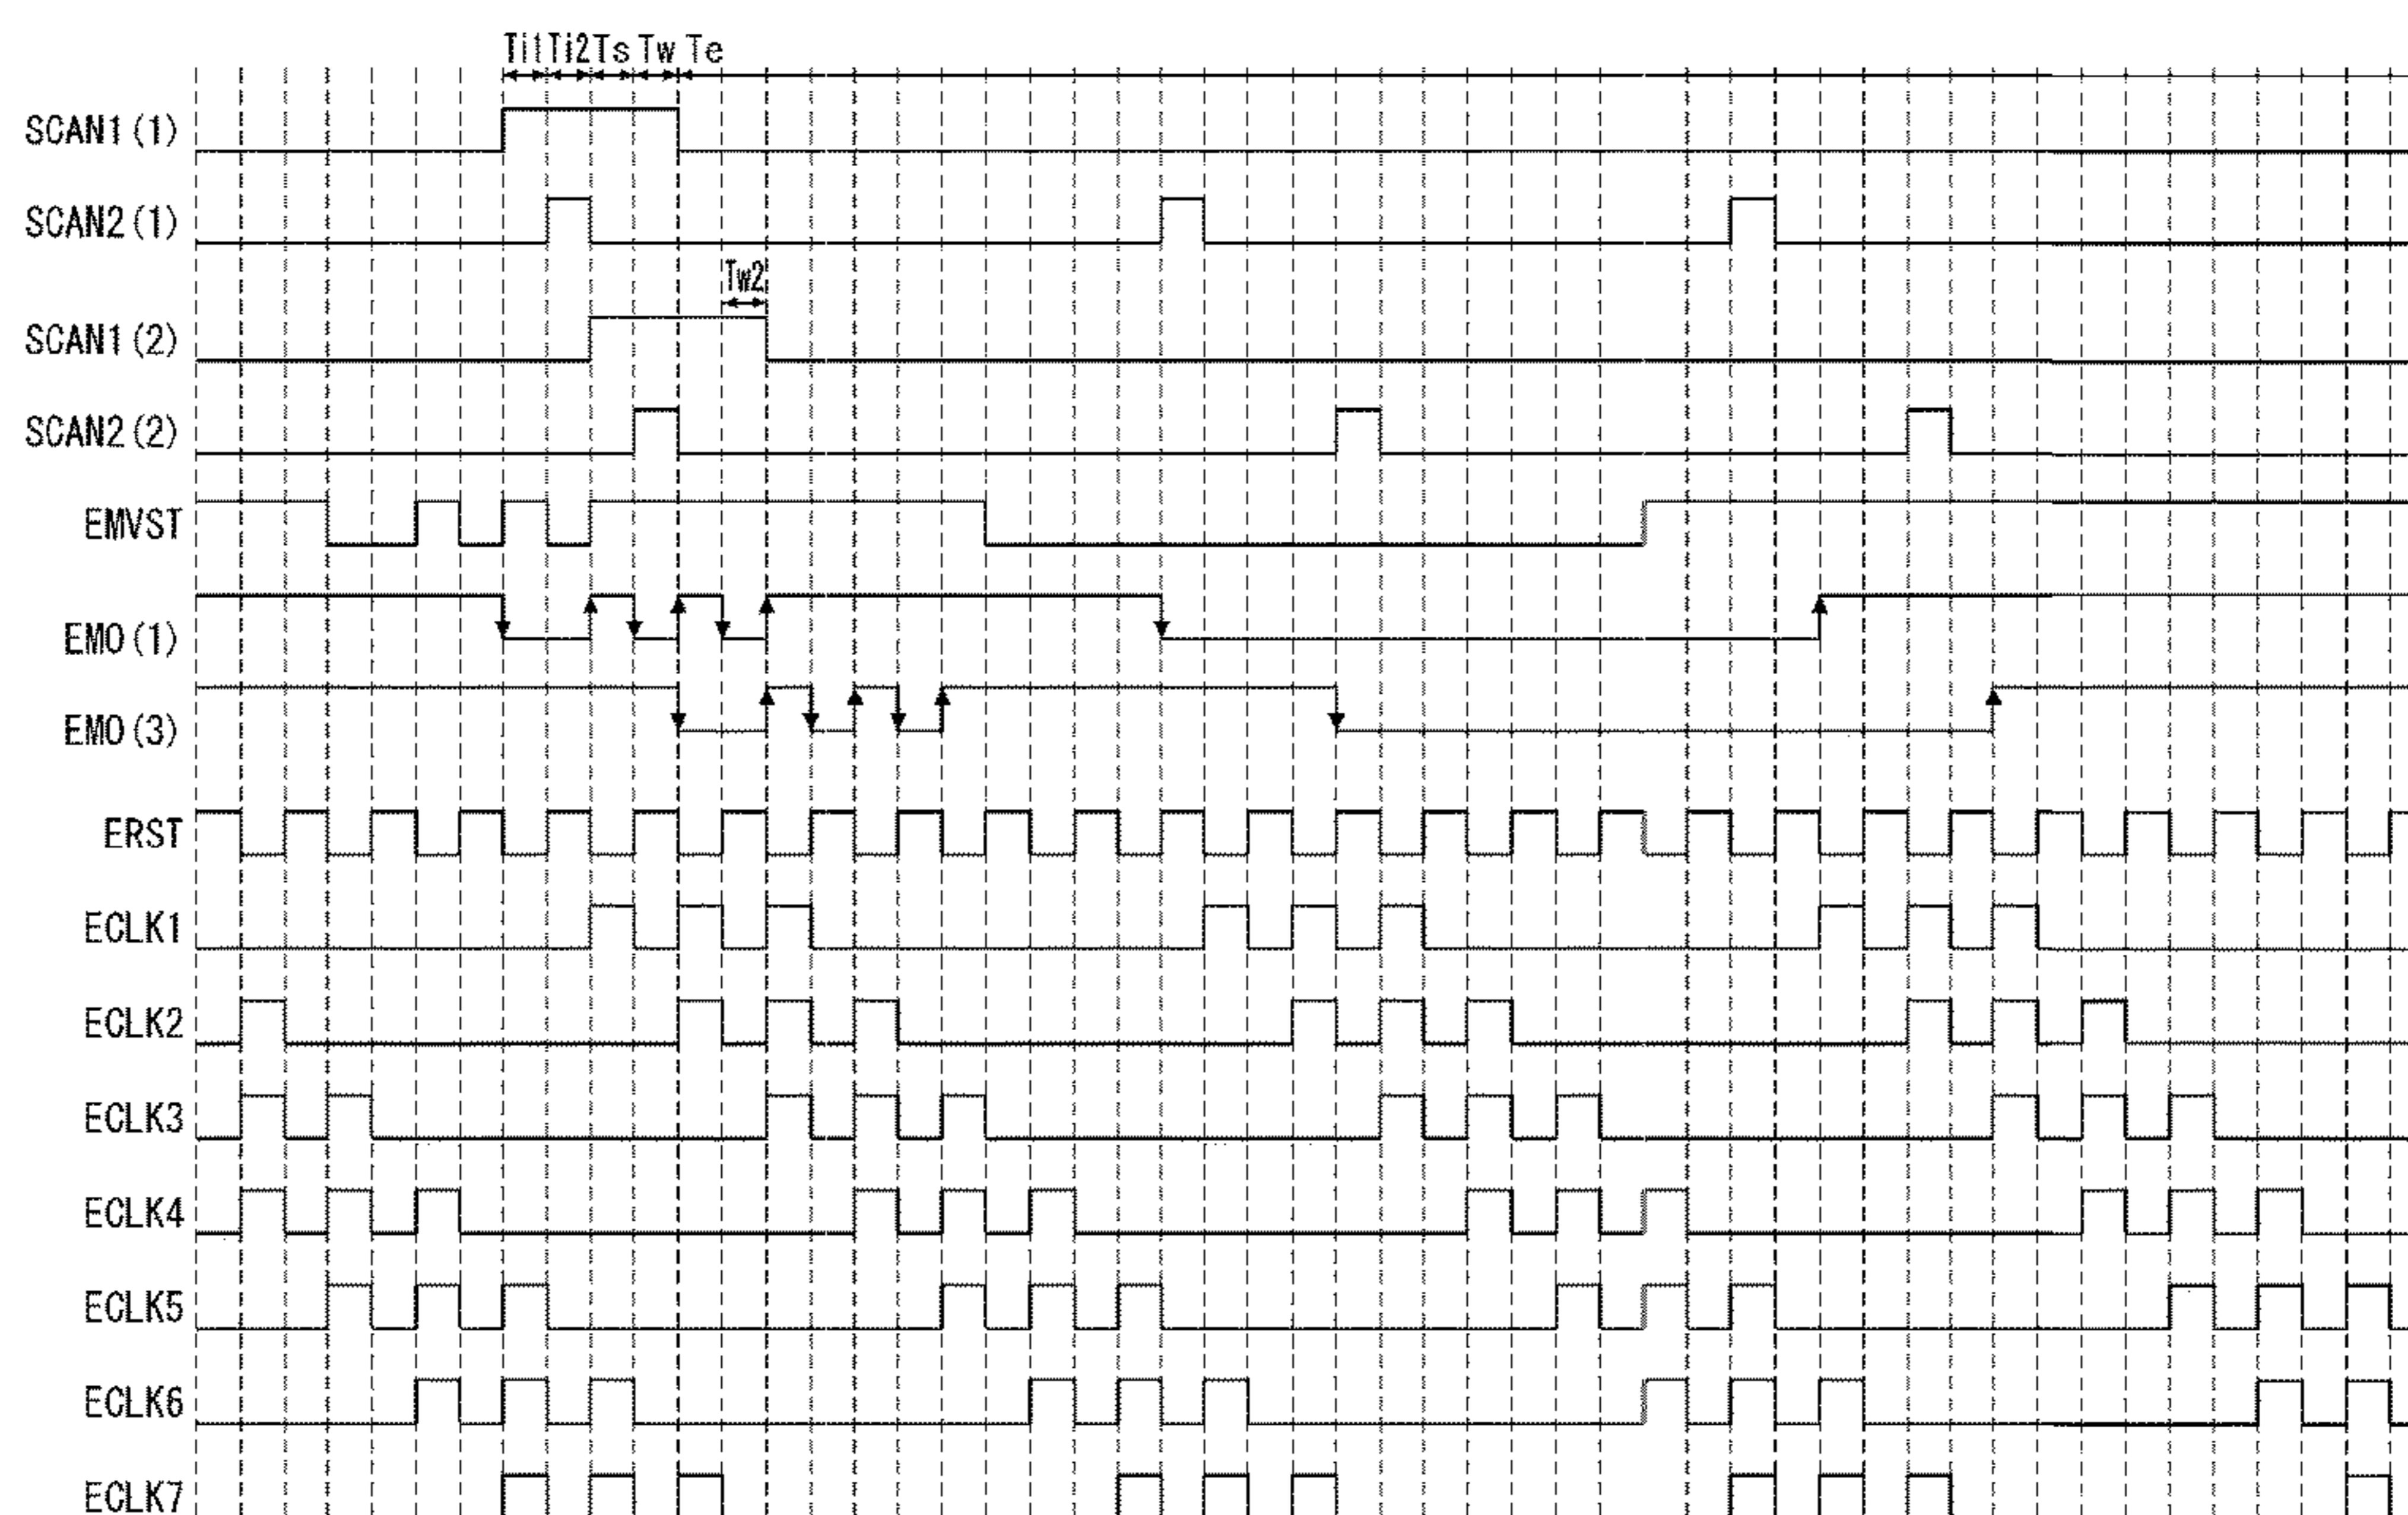 Ti1Ti2Ts Tw Te
SCAN1(1)
SCAN2(1)
Tw2
SCAN1(2)
SCAN2(2)
EMVST
EMO(1)
EMO(3)
ERST
ECLK1
ECLK2
ECLK3
ECLK4
ECLK5
ECLK6
ECLK7